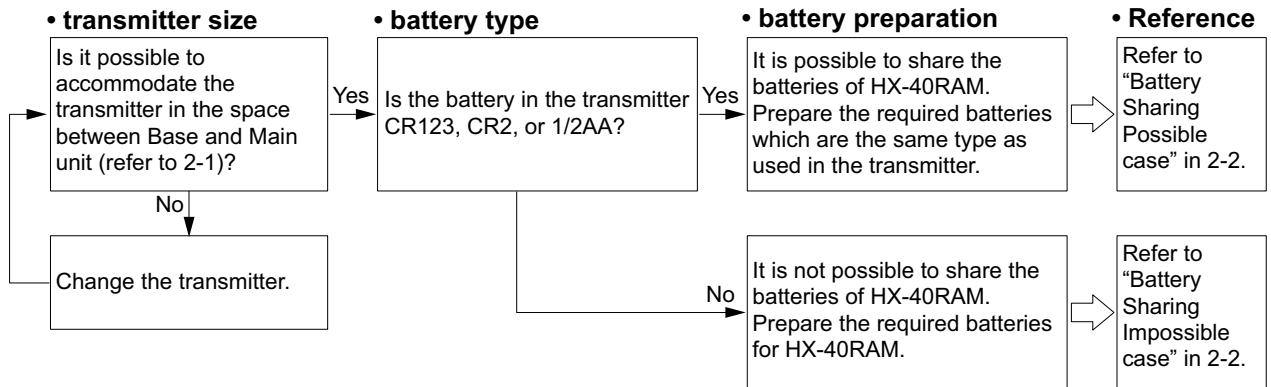 • transmitter size
Is it possible to
accommodate the
transmitter in the space
between Base and Main
unit (refer to 2-1)?
Yes
No
Change the transmitter.
• battery type
Is the battery in the transmitter
CR123, CR2, or 1/2AA?
Yes
No
• battery preparation
It is possible to share the
batteries of HX-40RAM.
Prepare the required batteries
which are the same type as
used in the transmitter.
It is not possible to share the
batteries of HX-40RAM.
Prepare the required batteries
for HX-40RAM.
• Reference
Refer to
“Battery
Sharing
Possible
case” in 2-2.
Refer to
“Battery
Sharing
Impossible
case” in 2-2.